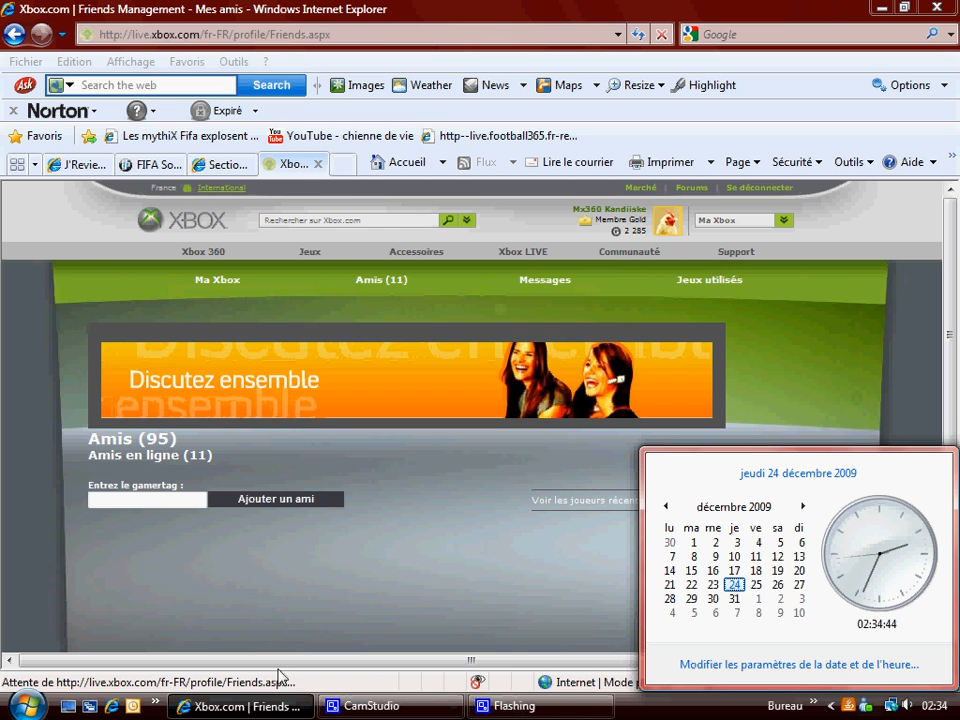 Xbox.com | Friends Management - Mes amis - Windows Internet Explorer
http://live.xbox.com/fr-FR/profile/Friends.aspx
Google
Fichier Edition Affichage Favoris Outils ?
Ask Search the web Search Images Weather News Maps Resize Highlight Options
x Norton ? Expiré
Favoris Les mythiX Fifa explosent ... YouTube - chienne de vie http--live.football365.fr-re...
J'Revie... FIFA So... Sectio... Xbo... X Accueil Flux Lire le courrier Imprimer Page Sécurité Outils Aide »
France International Marché | Forums | Se déconnecter
XBOX Rechercher sur Xbox.com Mx360 Kandiiske Ma Xbox
Membre Gold
G 2 285
Xbox 360 Jeux Accessoires Xbox LIVE Communauté Support
Ma Xbox Amis (11) Messages Jeux utilisés
Discutez ensemble
Discutez ensemble
ensemble
Amis (95)
Amis en ligne (11)
Entrez le gamertag :
Ajouter un ami
Voir les joueurs récen
jeudi 24 décembre 2009
décembre 2009
lu ma me je ve sa di
30 1 2 3 4 5 6
7 8 9 10 11 12 13
14 15 16 17 18 19 20
21 22 23 24 25 26 27
28 29 30 31 1 2 3
4 5 6 7 8 9 10
02:34:44
Modifier les paramètres de la date et de l'heure...
Attente de http://live.xbox.com/fr-FR/profile/Friends.aspx...
Internet | Mode p
Xbox.com | Friends ... CamStudio Flashing Bureau » 02:34